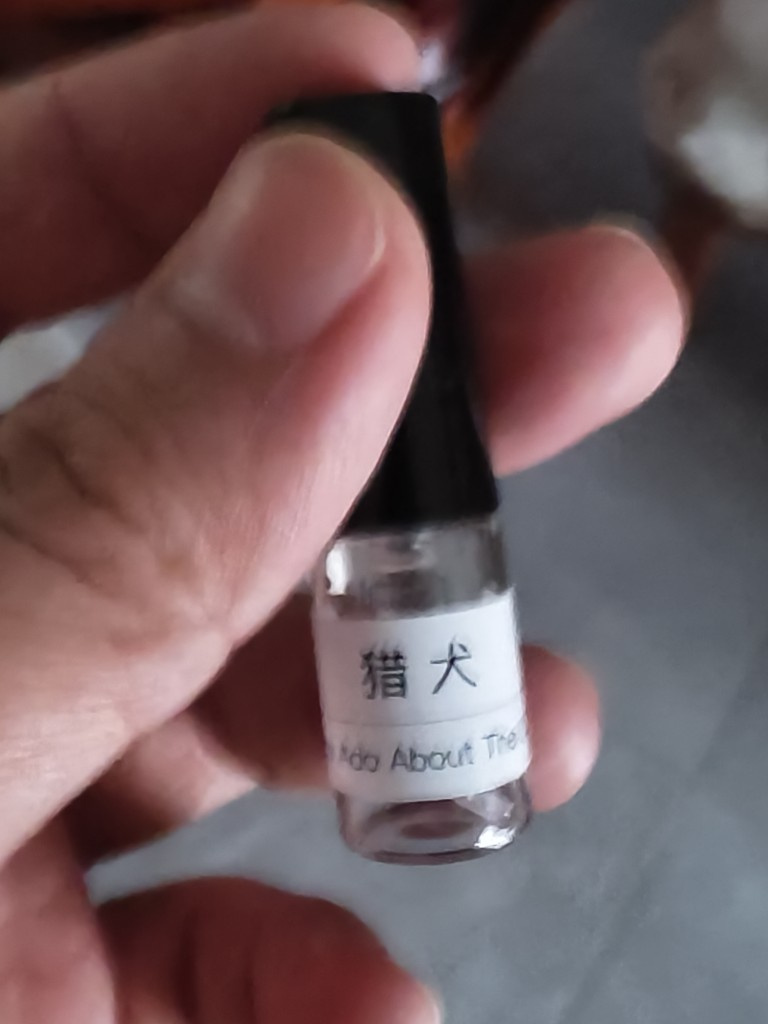 猎犬
Ado About The